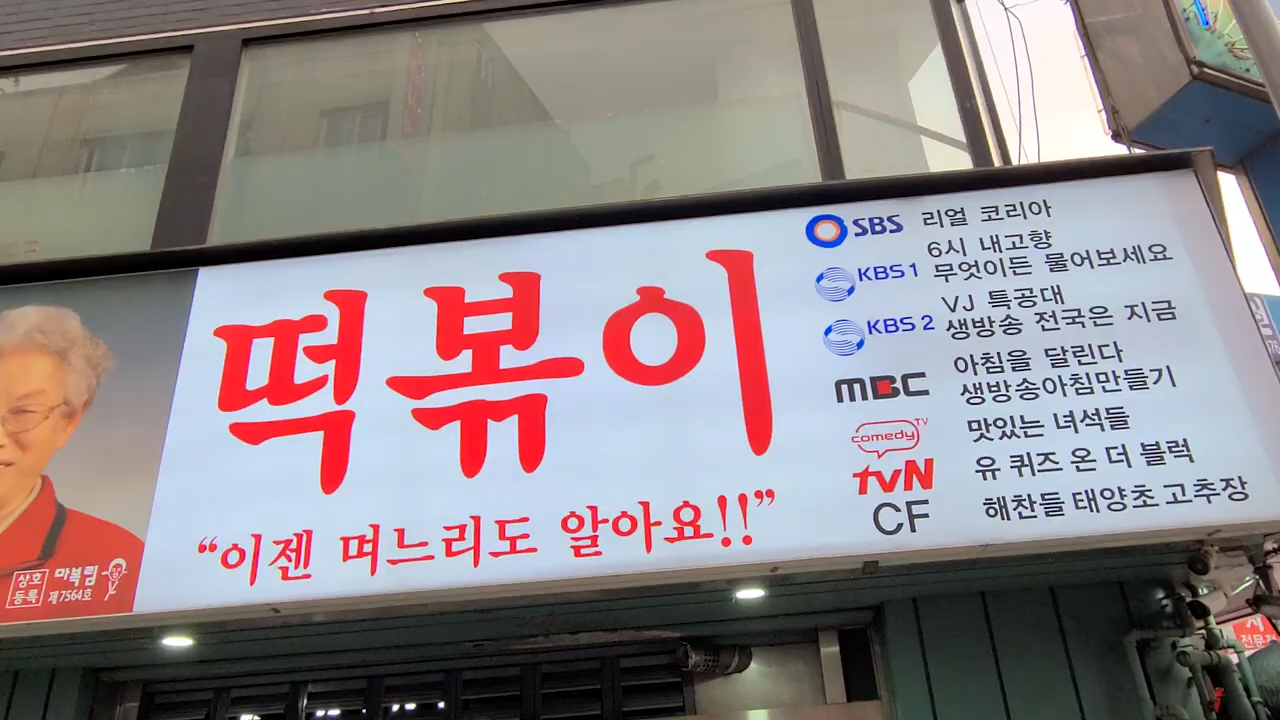 떡볶이
“이젠 며느리도 알아요!!”
상호
등록
마복림
제7564호
SBS 리얼 코리아
6시 내고향
KBS1 무엇이든 물어보세요
VJ 특공대
KBS2 생방송 전국은 지금
아침을 달린다
MBC 생방송아침만들기
comedy TV 맛있는 녀석들
tvN 유 퀴즈 온 더 블럭
CF 해찬들 태양초고추장